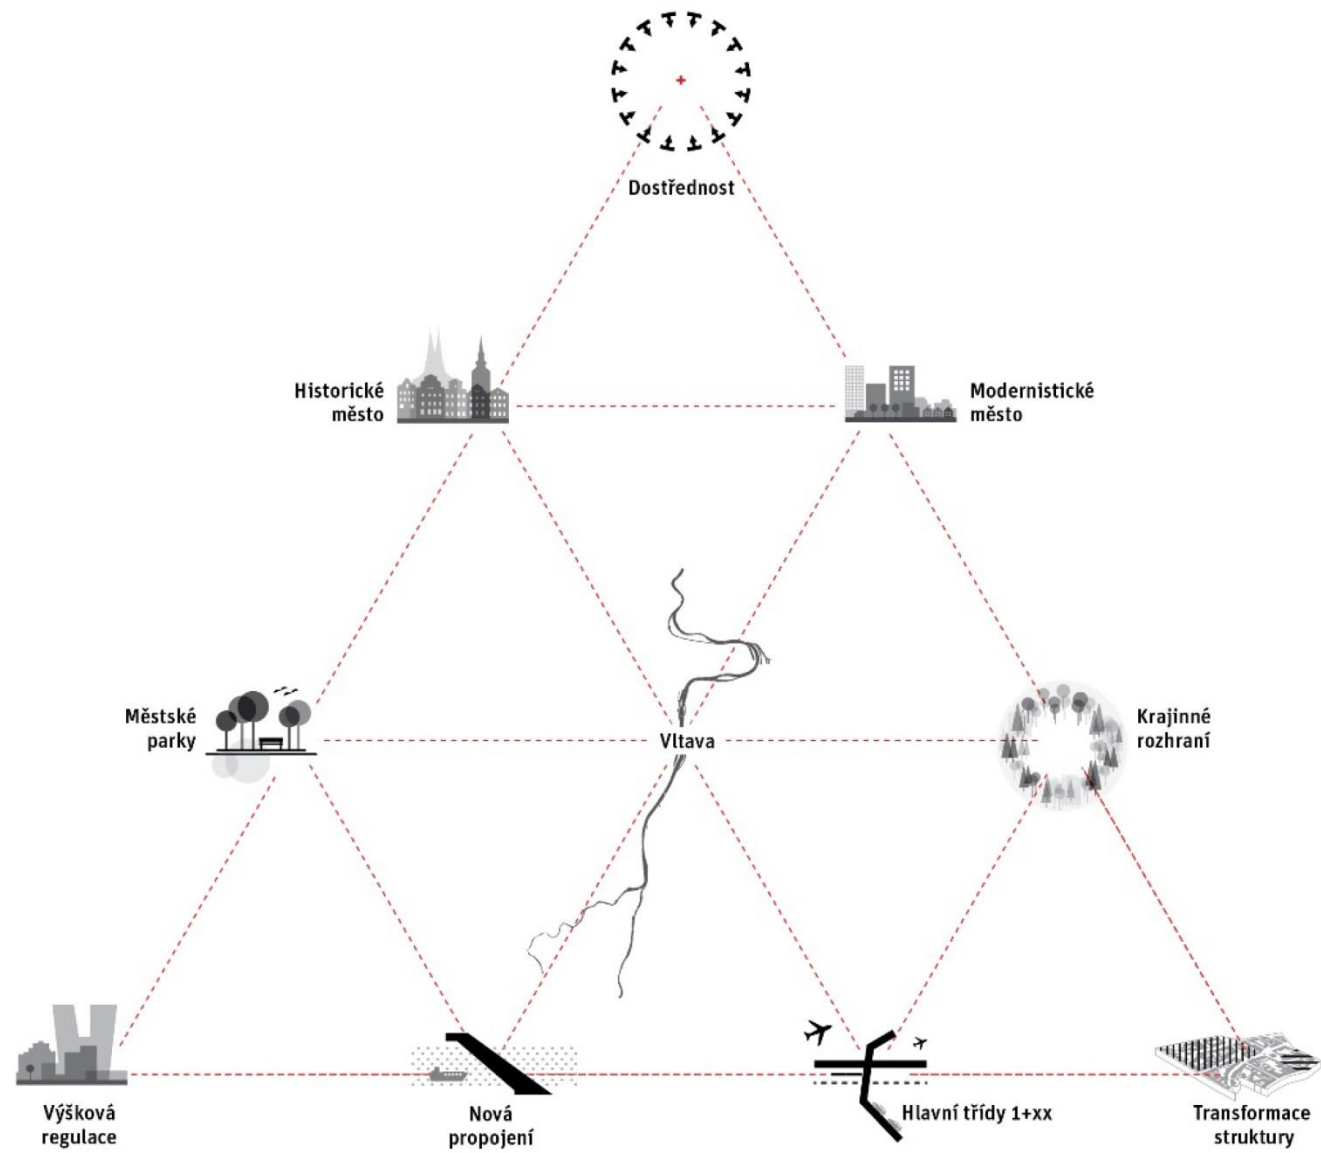 Dostřednost
Historické
město
Modernistické
město
Městské
parky
Vltava
Krajinné
rozhraní
Výšková
regulace
Nová
propojení
Hlavní třídy 1+xx
Transformace
struktury